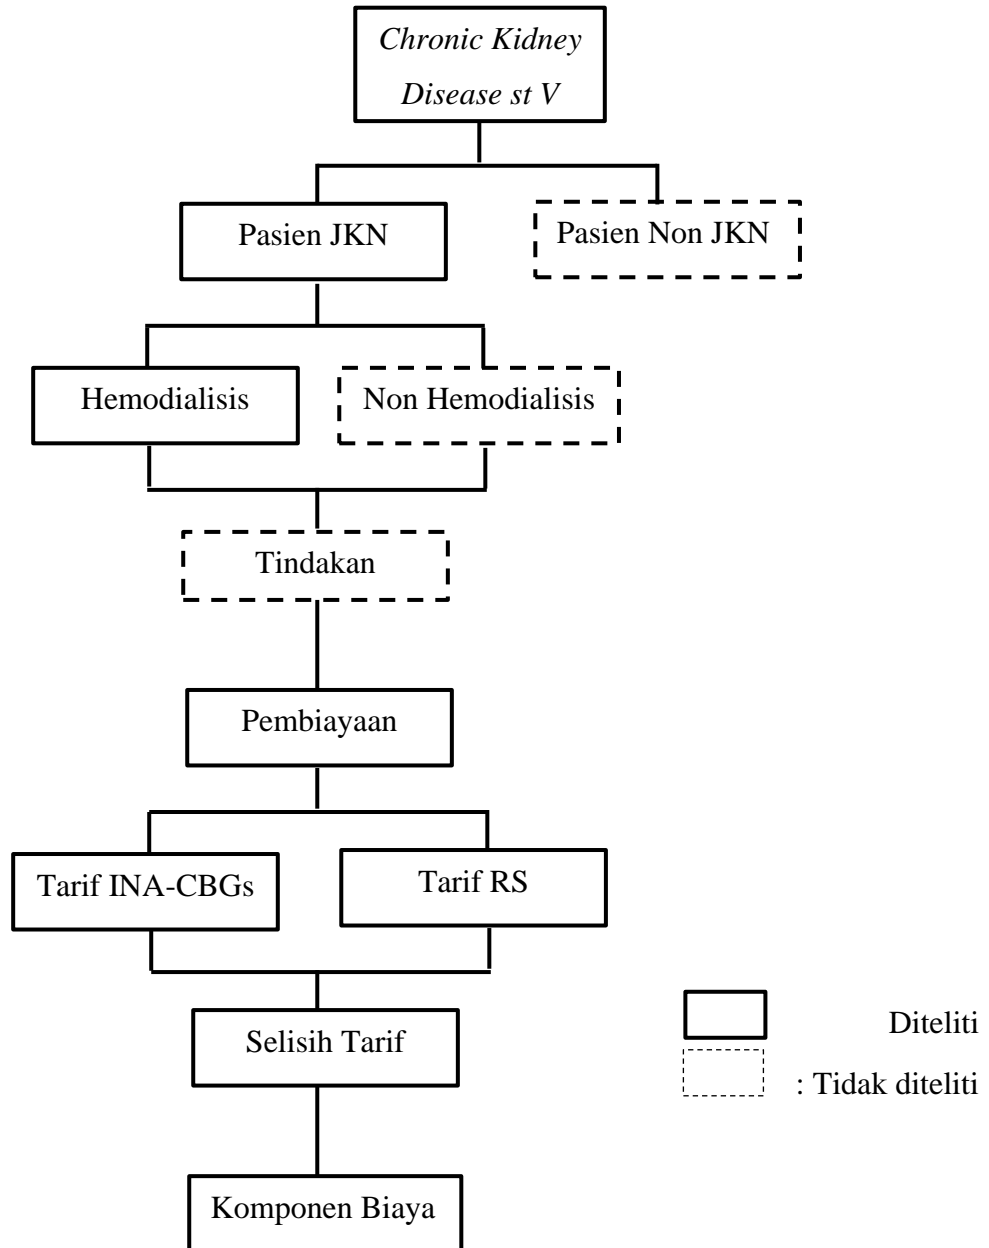 Chronic Kidney
Disease st V
Pasien JKN
Pasien Non JKN
Hemodialisis
Non Hemodialisis
Tindakan
Pembiayaan
Tarif INA-CBGs
Tarif RS
Selisih Tarif
Diteliti
: Tidak diteliti
Komponen Biaya